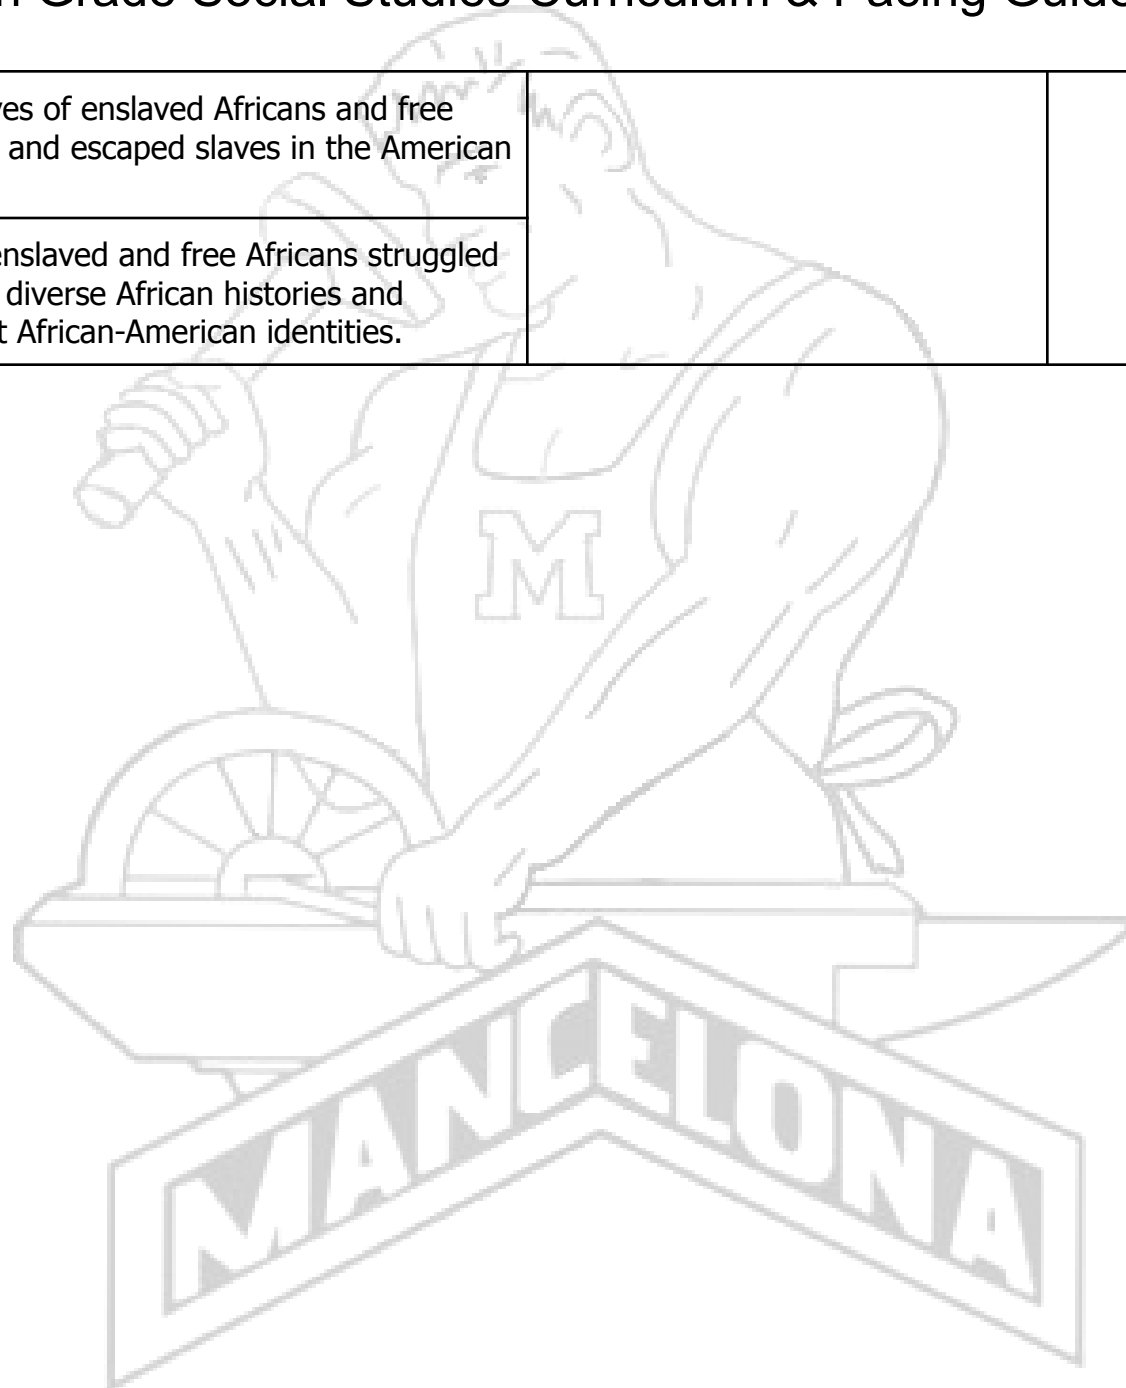 Grade Social Studies Curriculum & Pacing Guide
of enslaved Africans and free
and escaped slaves in the American
enslaved and free Africans struggled
diverse African histories and
African-American identities.
M
MANCELONA